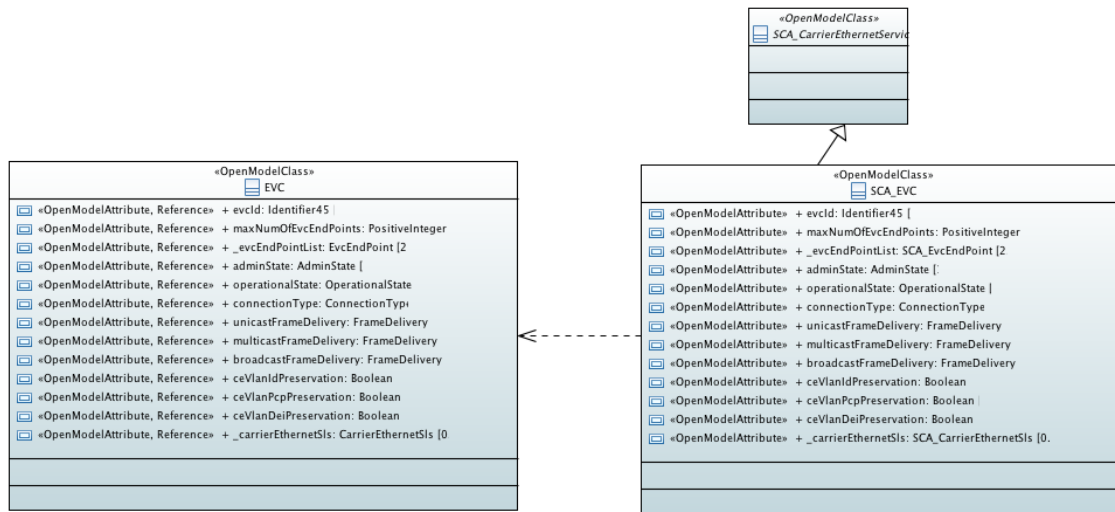 «OpenModelClass»
SCA_CarrierEthernetServic
«OpenModelClass»
EVC
«OpenModelAttribute, Reference» + evcId: Identifier45
«OpenModelAttribute, Reference» + maxNumOfEvcEndPoints: PositiveInteger
«OpenModelAttribute, Reference» + _evcEndPointList: EvcEndPoint [2
«OpenModelAttribute, Reference» + adminState: AdminState [
«OpenModelAttribute, Reference» + operationalState: OperationalState
«OpenModelAttribute, Reference» + connectionType: ConnectionType
«OpenModelAttribute, Reference» + unicastFrameDelivery: FrameDelivery
«OpenModelAttribute, Reference» + multicastFrameDelivery: FrameDelivery
«OpenModelAttribute, Reference» + broadcastFrameDelivery: FrameDelivery
«OpenModelAttribute, Reference» + ceVlanIdPreservation: Boolean
«OpenModelAttribute, Reference» + ceVlanPcpPreservation: Boolean
«OpenModelAttribute, Reference» + ceVlanDeiPreservation: Boolean
«OpenModelAttribute, Reference» + _carrierEthernetSls: CarrierEthernetSls [0.
«OpenModelClass»
SCA_EVC
«OpenModelAttribute» + evcId: Identifier45 [
«OpenModelAttribute» + maxNumOfEvcEndPoints: PositiveInteger
«OpenModelAttribute» + _evcEndPointList: SCA_EvcEndPoint [2
«OpenModelAttribute» + adminState: AdminState [
«OpenModelAttribute» + operationalState: OperationalState [
«OpenModelAttribute» + connectionType: ConnectionType
«OpenModelAttribute» + unicastFrameDelivery: FrameDelivery
«OpenModelAttribute» + multicastFrameDelivery: FrameDelivery
«OpenModelAttribute» + broadcastFrameDelivery: FrameDelivery
«OpenModelAttribute» + ceVlanIdPreservation: Boolean
«OpenModelAttribute» + ceVlanPcpPreservation: Boolean
«OpenModelAttribute» + ceVlanDeiPreservation: Boolean
«OpenModelAttribute» + _carrierEthernetSls: SCA_CarrierEthernetSls [0.